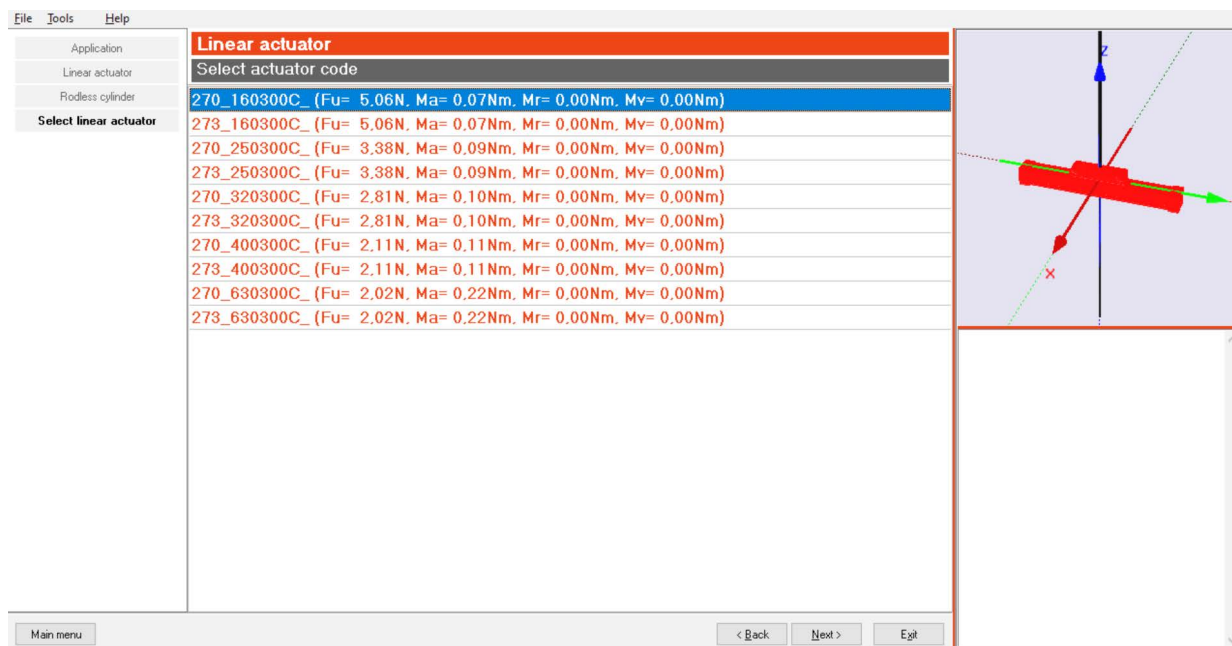 File Tools Help
Application
Linear actuator
Rodless cylinder
Select linear actuator
Linear actuator
Select actuator code
270_160300C_ (Fu= 5,06N, Ma= 0,07Nm, Mr= 0,00Nm, Mv= 0,00Nm)
273_160300C_ (Fu= 5,06N, Ma= 0,07Nm, Mr= 0,00Nm, Mv= 0,00Nm)
270_250300C_ (Fu= 3,38N, Ma= 0,09Nm, Mr= 0,00Nm, Mv= 0,00Nm)
273_250300C_ (Fu= 3,38N, Ma= 0,09Nm, Mr= 0,00Nm, Mv= 0,00Nm)
270_320300C_ (Fu= 2,81N, Ma= 0,10Nm, Mr= 0,00Nm, Mv= 0,00Nm)
273_320300C_ (Fu= 2,81N, Ma= 0,10Nm, Mr= 0,00Nm, Mv= 0,00Nm)
270_400300C_ (Fu= 2,11N, Ma= 0,11Nm, Mr= 0,00Nm, Mv= 0,00Nm)
273_400300C_ (Fu= 2,11N, Ma= 0,11Nm, Mr= 0,00Nm, Mv= 0,00Nm)
270_630300C_ (Fu= 2,02N, Ma= 0,22Nm, Mr= 0,00Nm, Mv= 0,00Nm)
273_630300C_ (Fu= 2,02N, Ma= 0,22Nm, Mr= 0,00Nm, Mv= 0,00Nm)
Z
X
Main menu
< Back Next > Exit